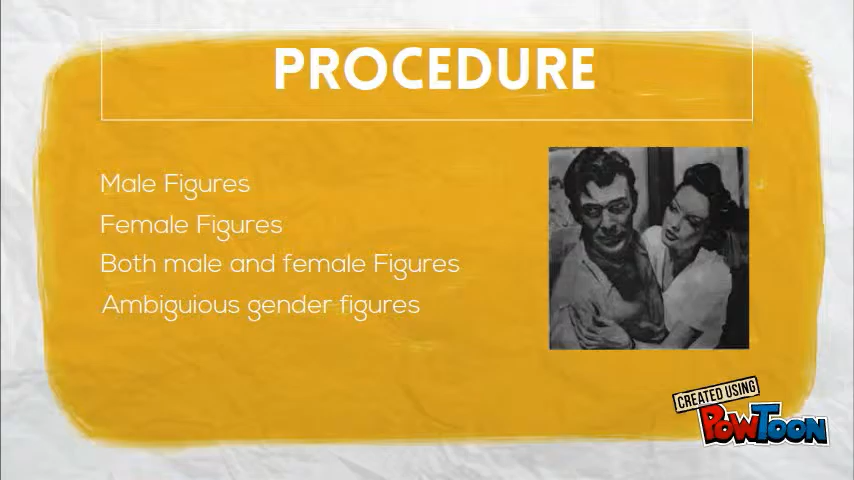 PROCEDURE
Male Figures
Female Figures
Both male and female Figures
Ambiguious gender figures
CREATED USING
POWTOON